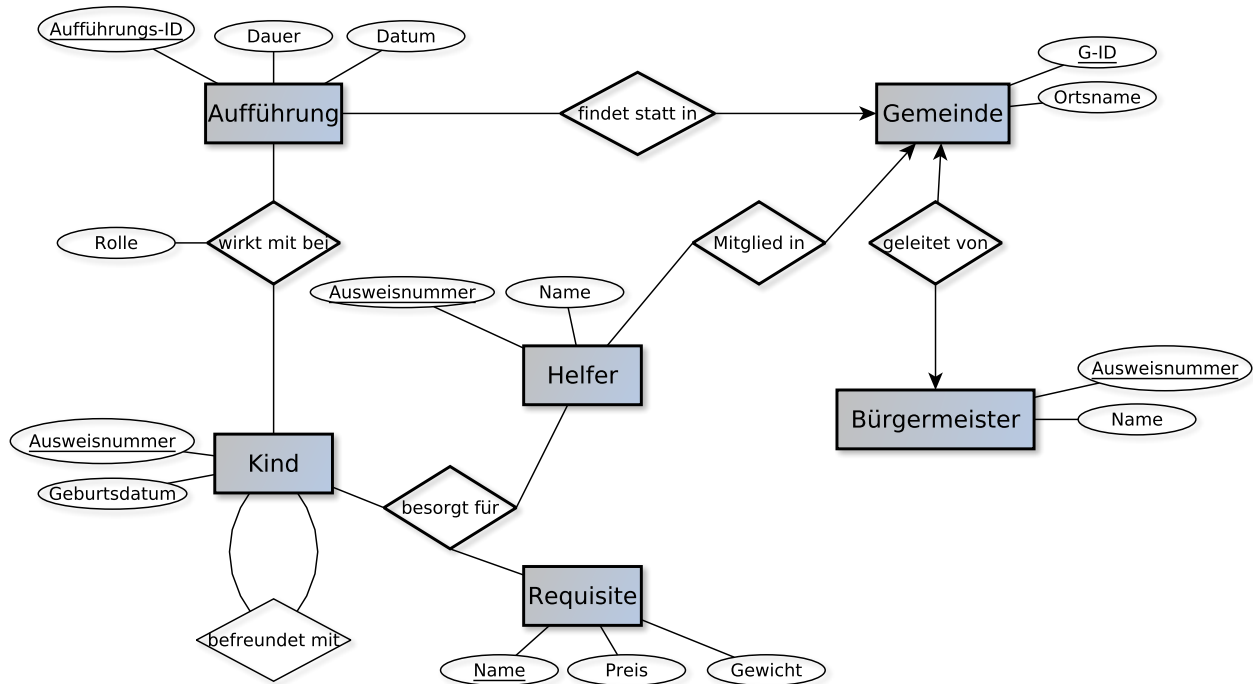 Aufführungs-ID
Dauer
Datum
G-ID
Ortsname
Aufführung
findet statt in
Gemeinde
Rolle
wirkt mit bei
Mitglied in
geleitet von
Ausweisnummer
Name
Helfer
Ausweisnummer
Name
Bürgermeister
Ausweisnummer
Geburtsdatum
Kind
besorgt für
Requisite
befreundet mit
Name
Preis
Gewicht